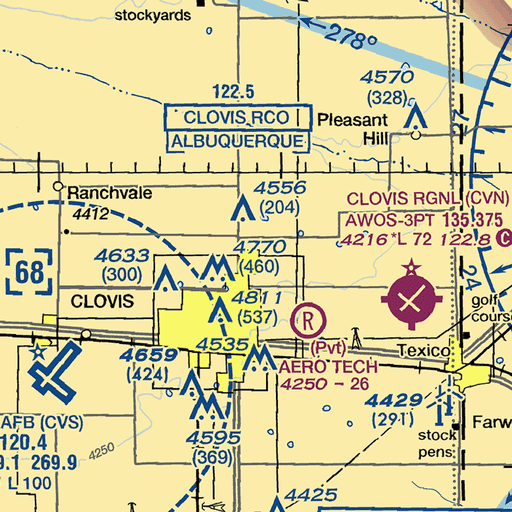 stockyards
278°
4570
(328)
122.5
CLOVIS RCO
ALBUQUERQUE
Pleasant
Hill
Ranchvale
4412
4556
(204)
CLOVIS RGNL (CVN)
AWOS-3PT 135.375
4216 *L 72 122.8 C
4633
(300)
4770
(460)
68
CLOVIS
4811
(537)
24
golf
course
R
(Pvt)
AERO TECH
4250 - 26
4535
Texico
4659
(424)
4429
(291)
Farw
AFB (CVS)
120.4
9.1 269.9
L 100
4250
4595
(369)
stock
pens
4425